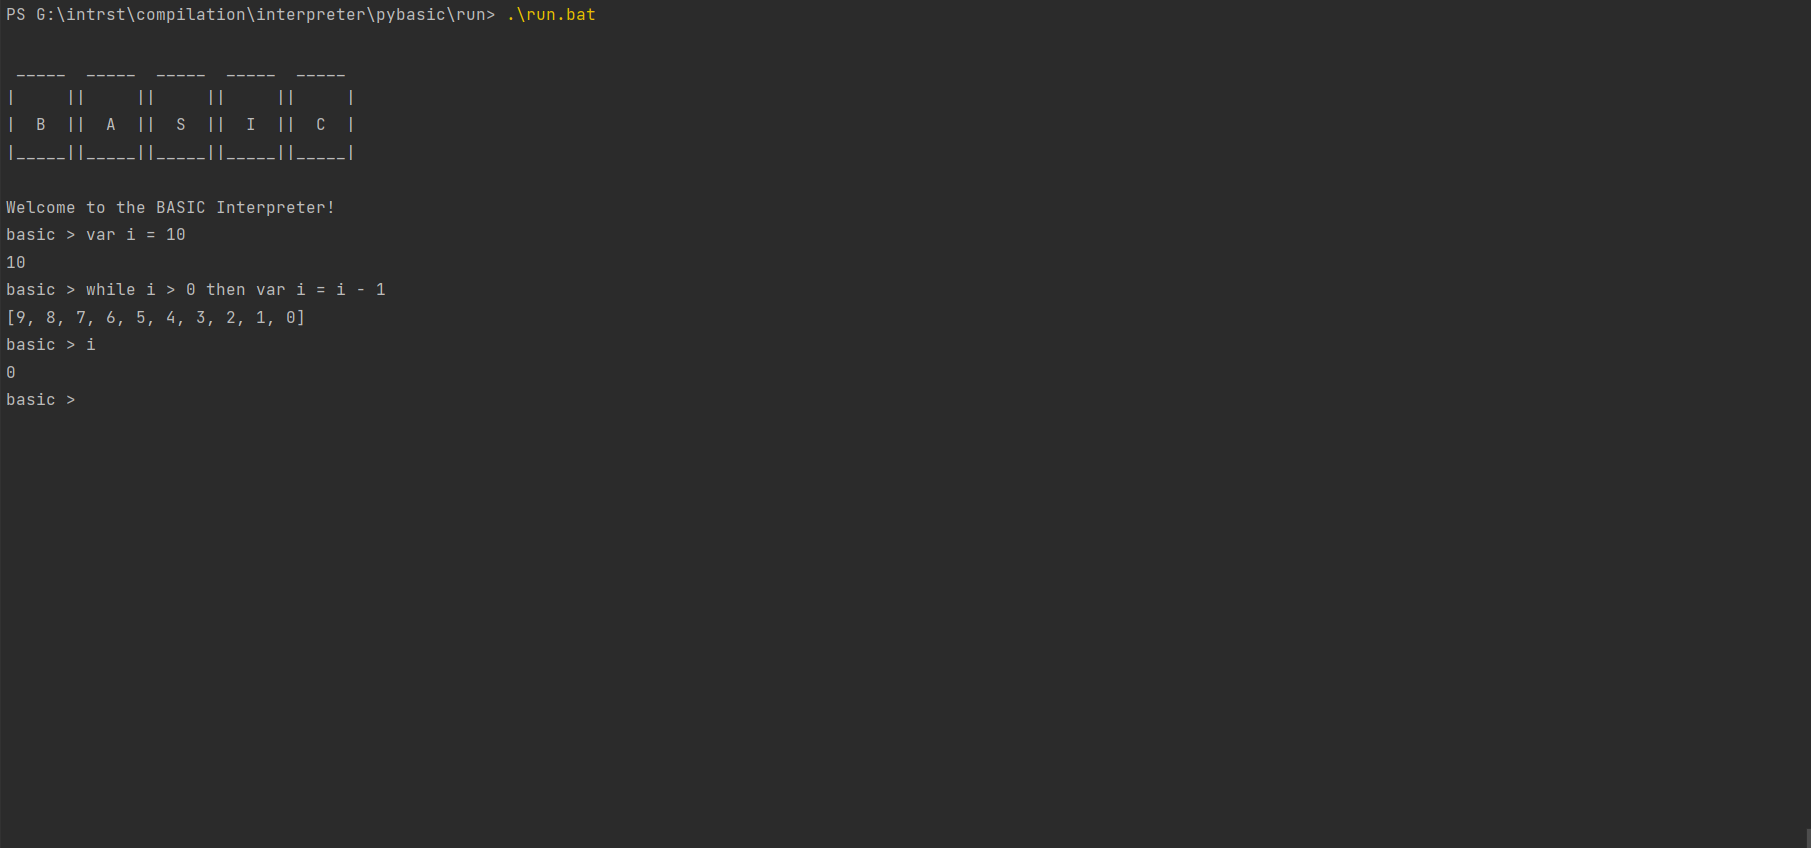 PS G:\intrst\compilation\interpreter\pybasic\run> .\run.bat
 _____  _____  _____  _____  _____
|     ||     ||     ||     ||     |
|  B  ||  A  ||  S  ||  I  ||  C  |
|_____||_____||_____||_____||_____|
Welcome to the BASIC Interpreter!
basic > var i = 10
10
basic > while i > 0 then var i = i - 1
[9, 8, 7, 6, 5, 4, 3, 2, 1, 0]
basic > i
0
basic >